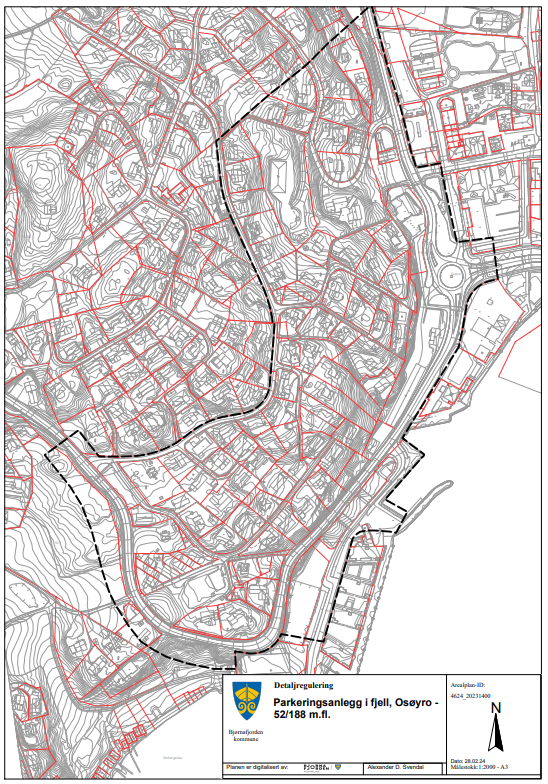 Detaljregulering
Parkeringsanlegg i fjell, Osøyro -
52/188 m.fl.
Bjørnafjorden
kommune
Arealplan-ID:
4624_20231400
N
Dato: 28.02.24
Målestokk:1:2000 - A3
Planen er digitalisert av:
Alexander D. Svendal